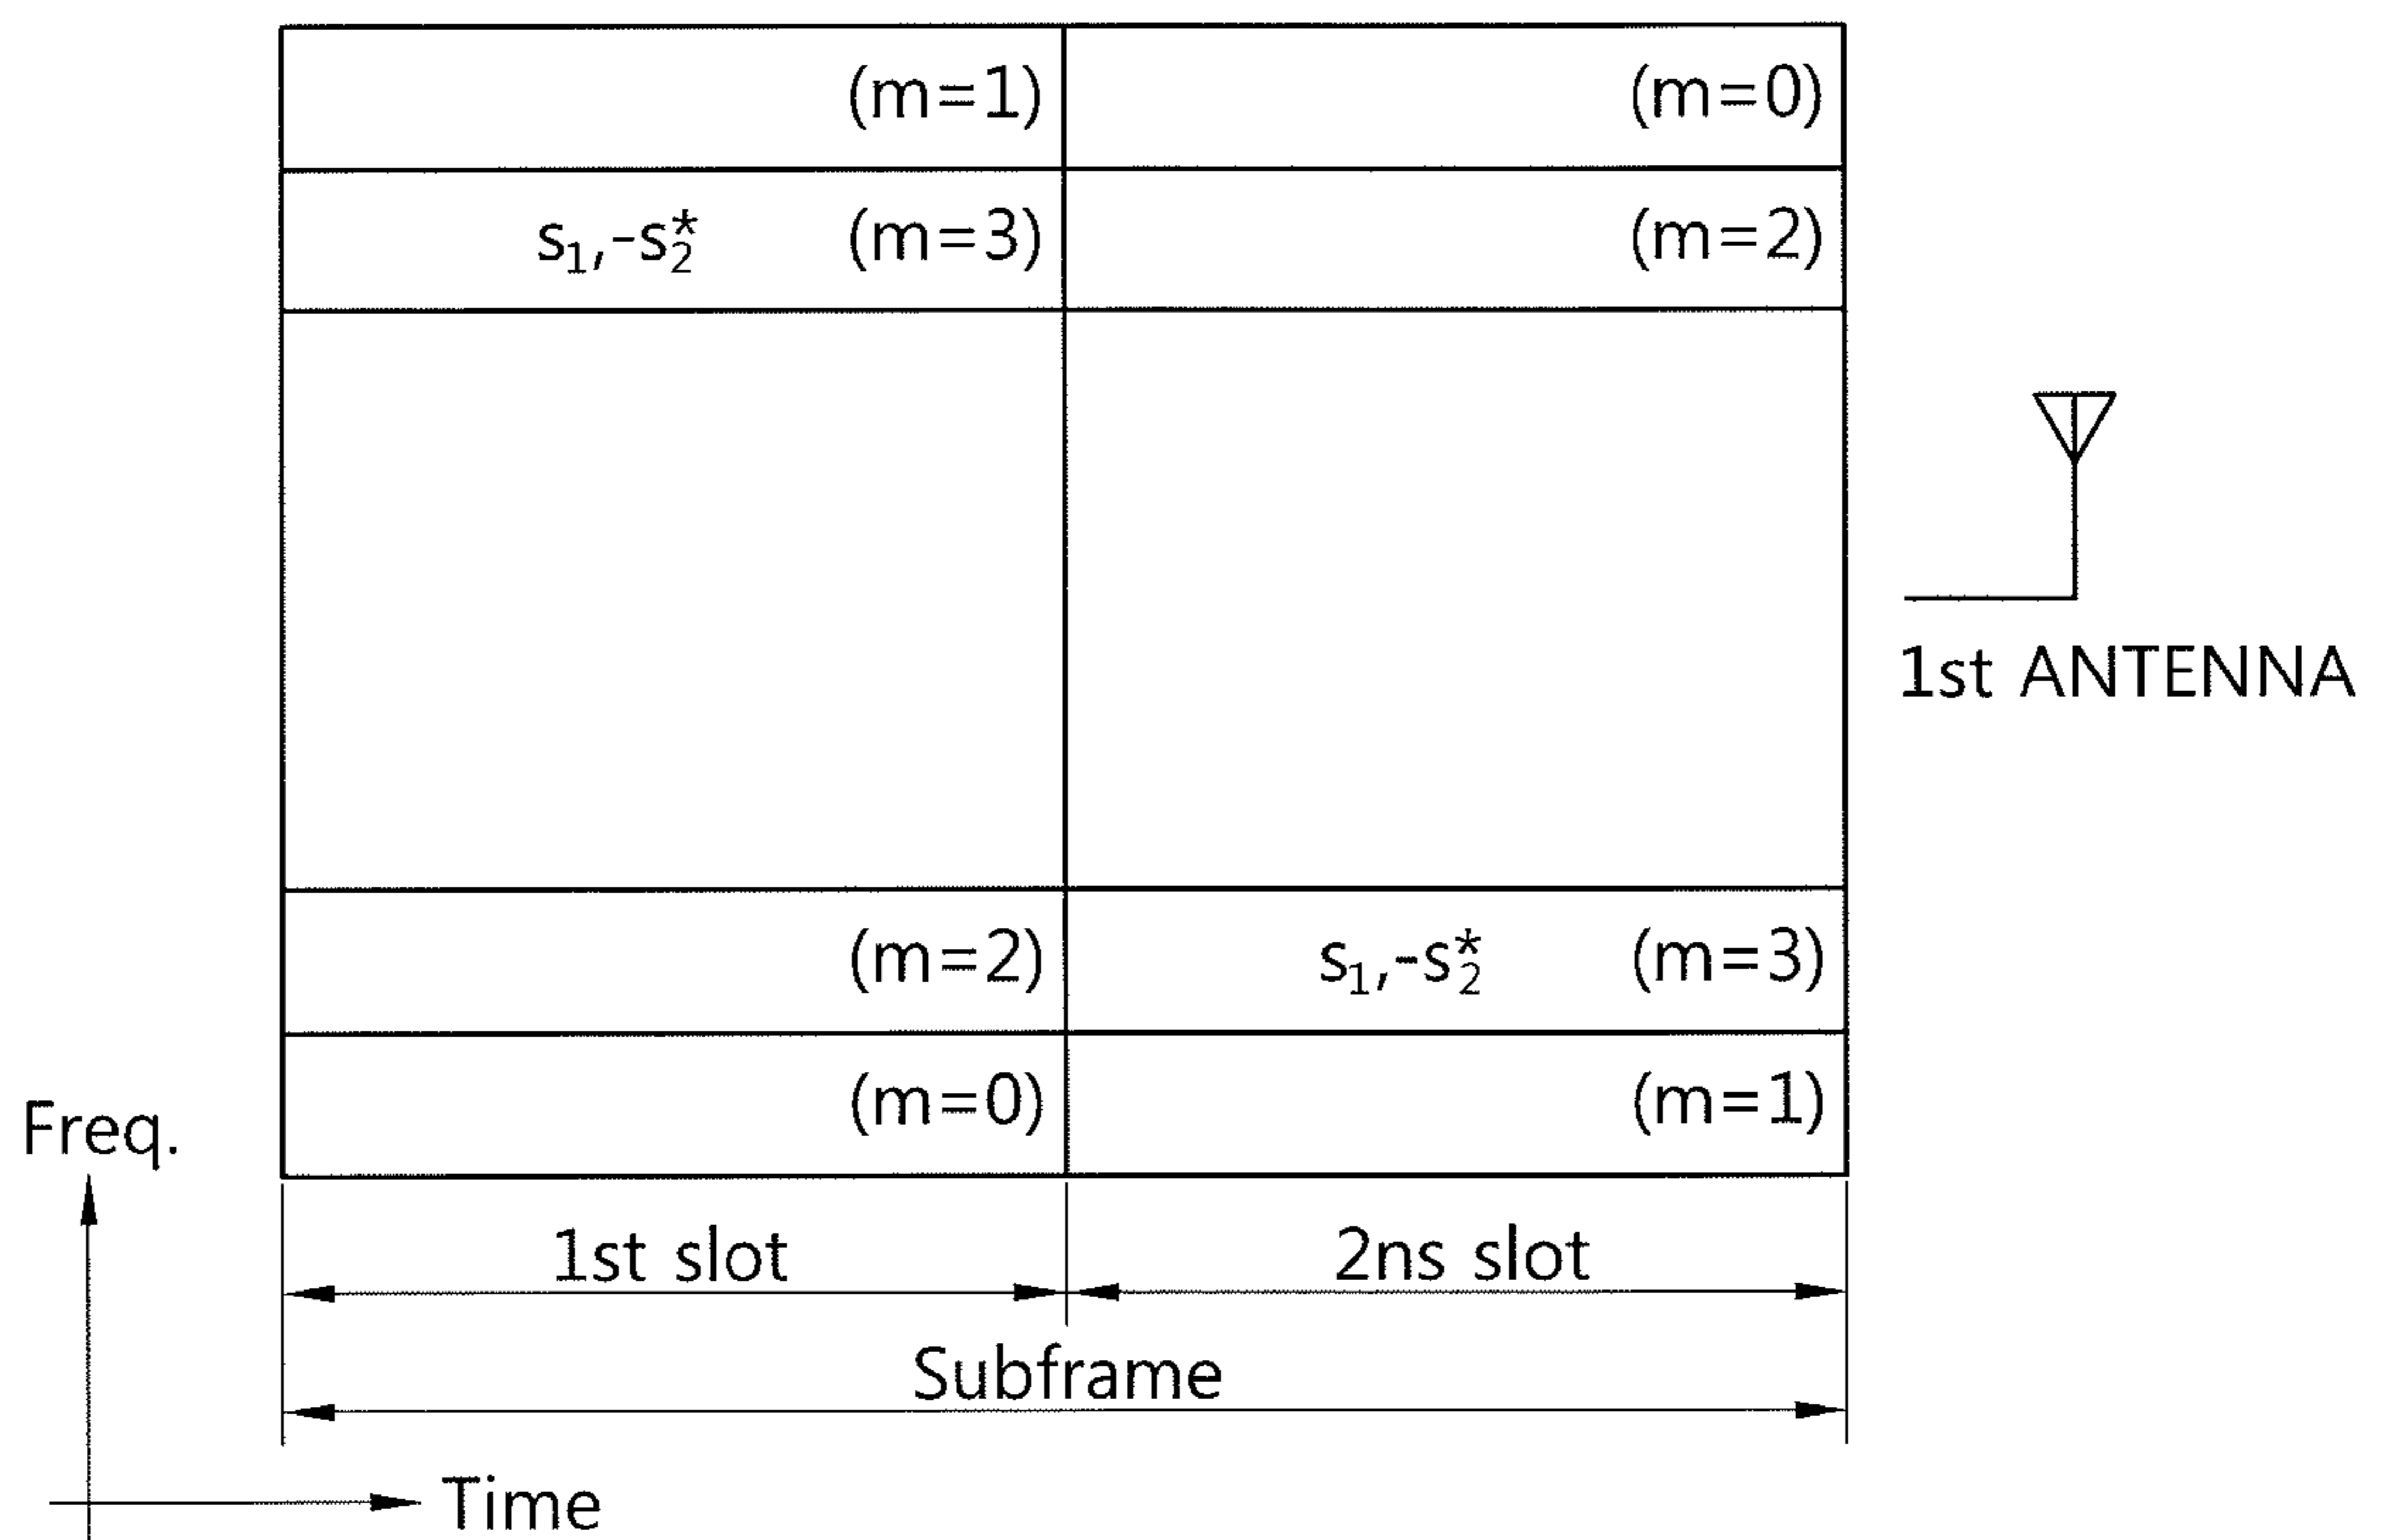 (m=1) (m=0)
s₁,-s₂* (m=3) (m=2)
1st ANTENNA
(m=2) s₁,-s₂* (m=3)
(m=0) (m=1)
Freq.
1st slot 2ns slot
Subframe
Time